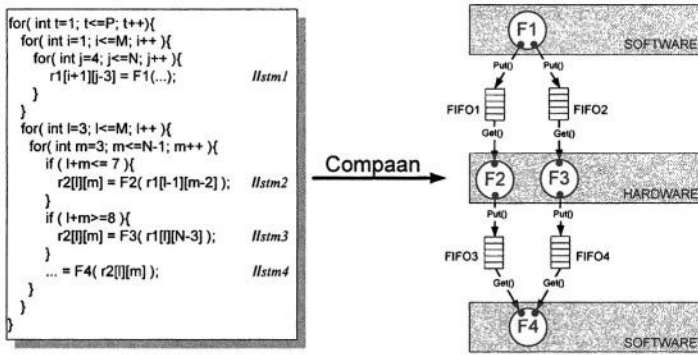 for( int t=1; t<=P; t++){
for( int i=1; i<=M; i++ ){
for( int j=4; j<=N; j++ ){
r1[i+1][j-3] = F1(...); //stm1
}
}
for( int l=3; l<=M; l++ ){
for( int m=3; m<=N-1; m++ ){
if ( l+m<= 7 ){
r2[l][m] = F2( r1[l-1][m-2] ); //stm2
}
if ( l+m>=8 ){
r2[l][m] = F3( r1[l][N-3] ); //stm3
}
... = F4( r2[l][m] ); //stm4
}
}
}
Compaan
F1
SOFTWARE
Put() Put()
FIFO1 FIFO2
Get() Get()
F2 F3
HARDWARE
Put() Put()
FIFO3 FIFO4
Get() Get()
F4
SOFTWARE